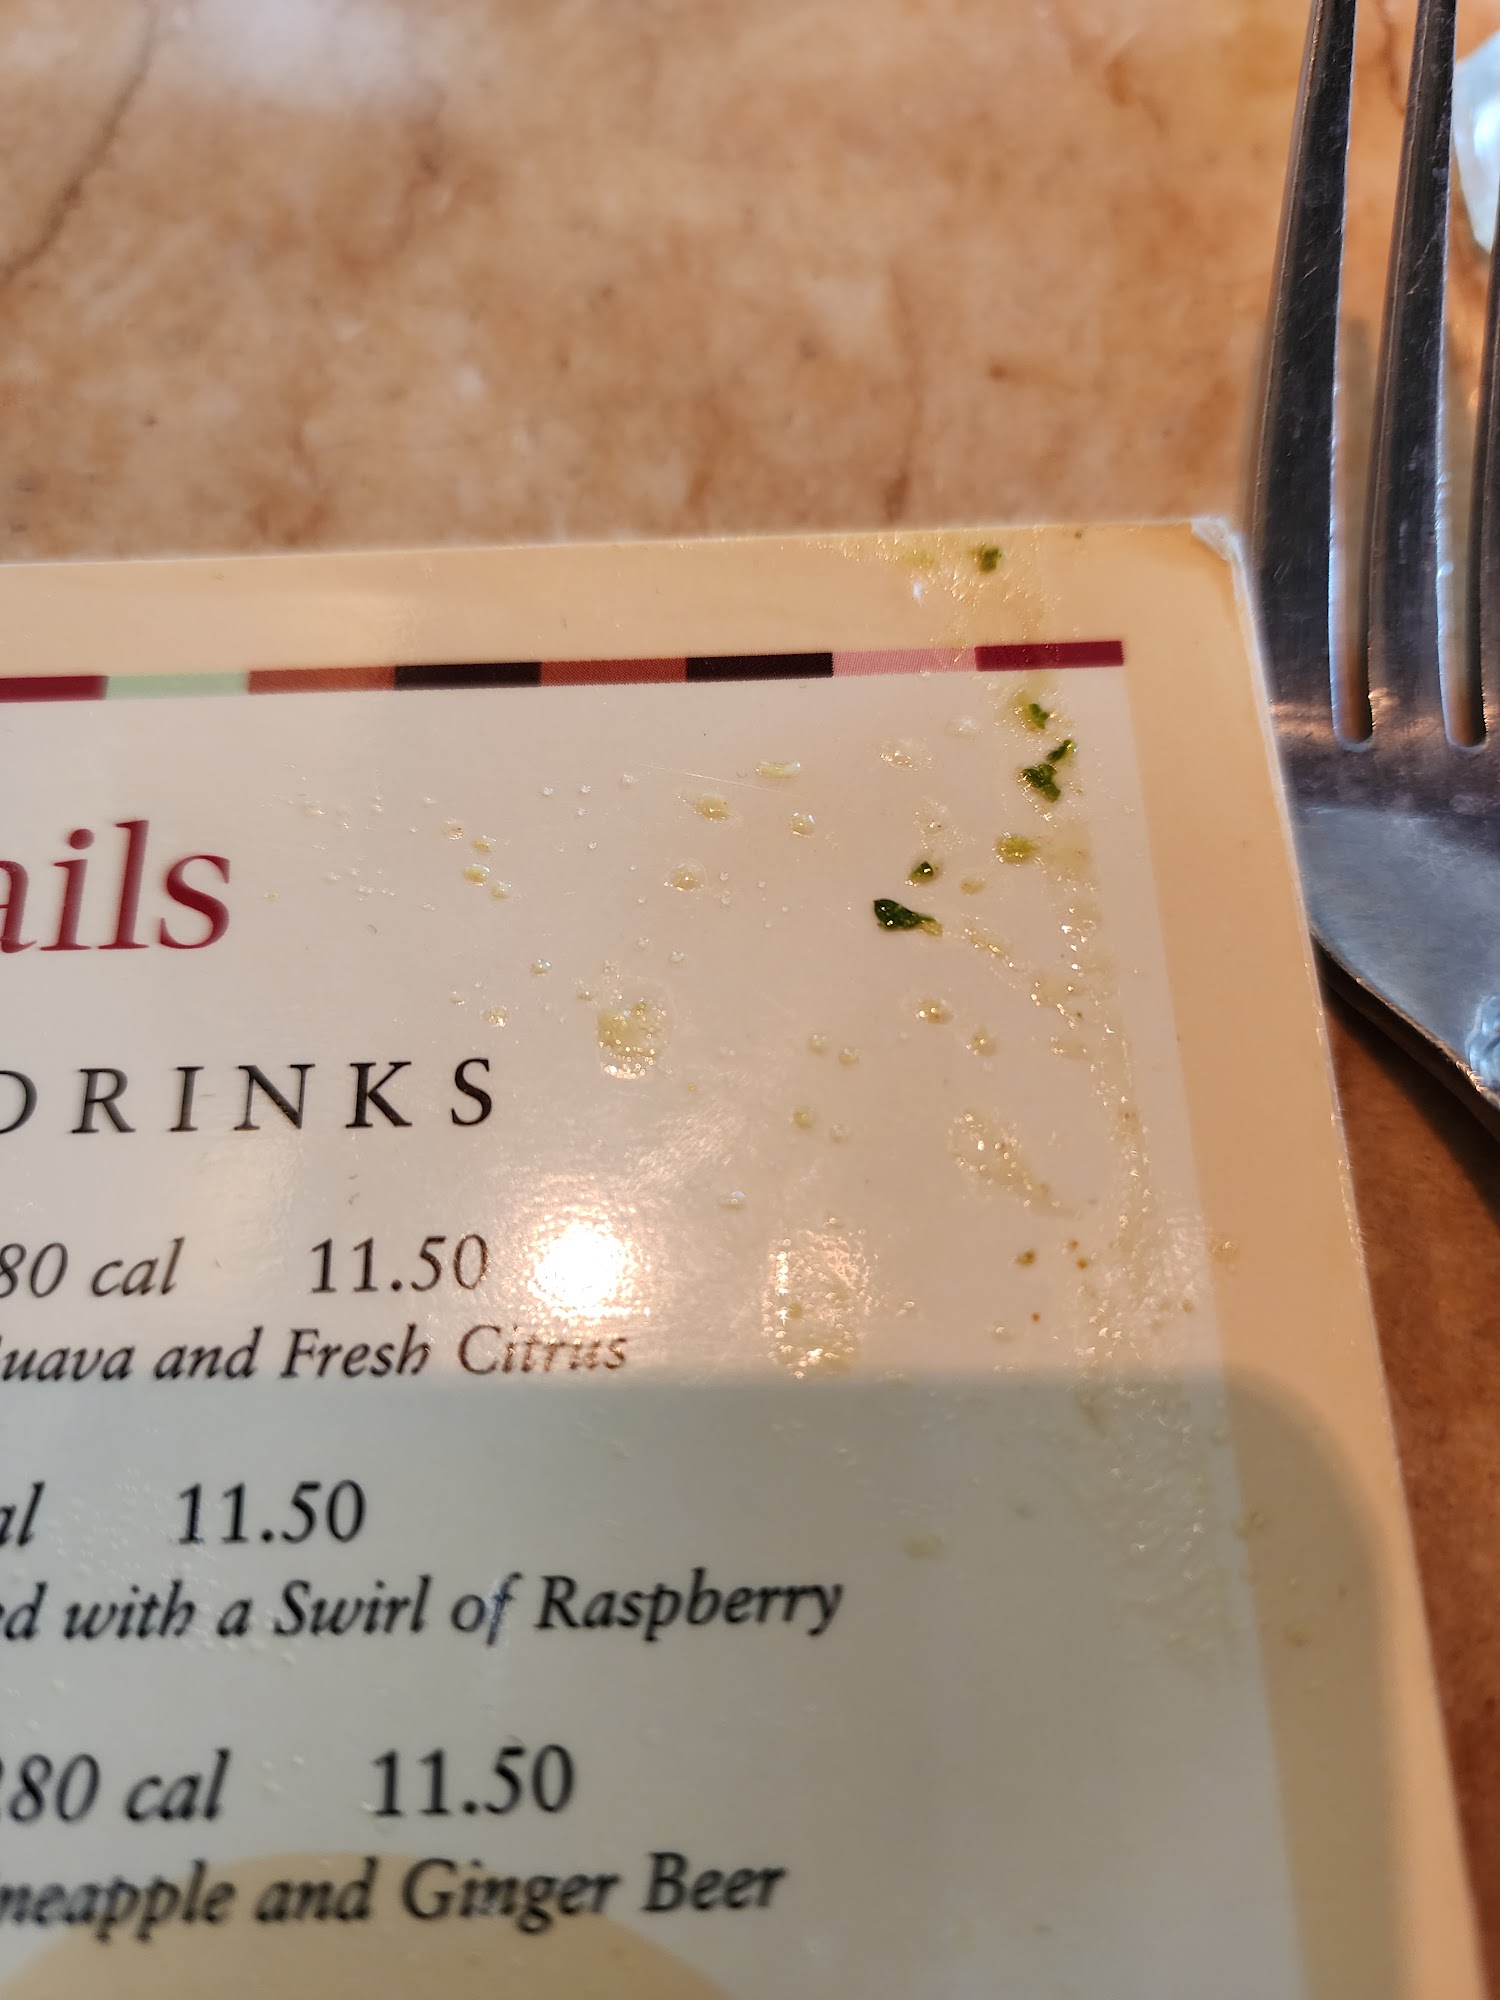 ails
DRINKS
80 cal 11.50
uava and Fresh Citrus
al 11.50
ed with a Swirl of Raspberry
80 cal 11.50
neapple and Ginger Beer